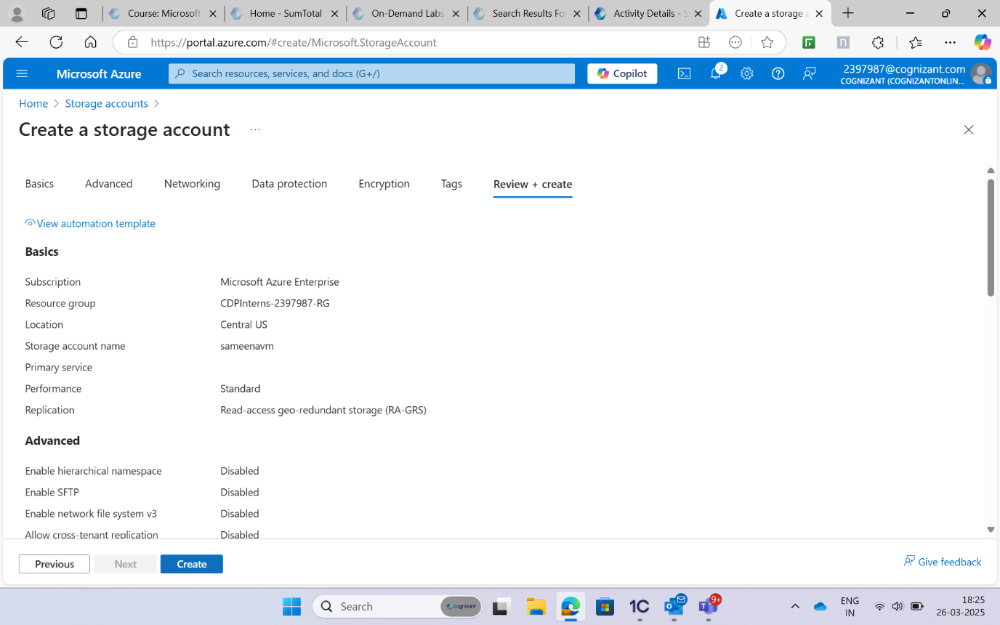 Course: Microsoft
Home - SumTotal
On-Demand Labs
Search Results Fo
Activity Details - S
Create a storage a
https://portal.azure.com/#create/Microsoft.StorageAccount
Microsoft Azure
Search resources, services, and docs (G+/)
Copilot
2
2397987@cognizant.com
COGNIZANT (COGNIZANTONLIN...
Home > Storage accounts >
Create a storage account ...
Basics Advanced Networking Data protection Encryption Tags Review + create
View automation template
Basics
Subscription Microsoft Azure Enterprise
Resource group CDPInterns-2397987-RG
Location Central US
Storage account name sameenavm
Primary service
Performance Standard
Replication Read-access geo-redundant storage (RA-GRS)
Advanced
Enable hierarchical namespace Disabled
Enable SFTP Disabled
Enable network file system v3 Disabled
Allow cross-tenant replication Disabled
Previous Next Create
Give feedback
Search
cognizant
1C
9+
ENG
IN
18:25
26-03-2025